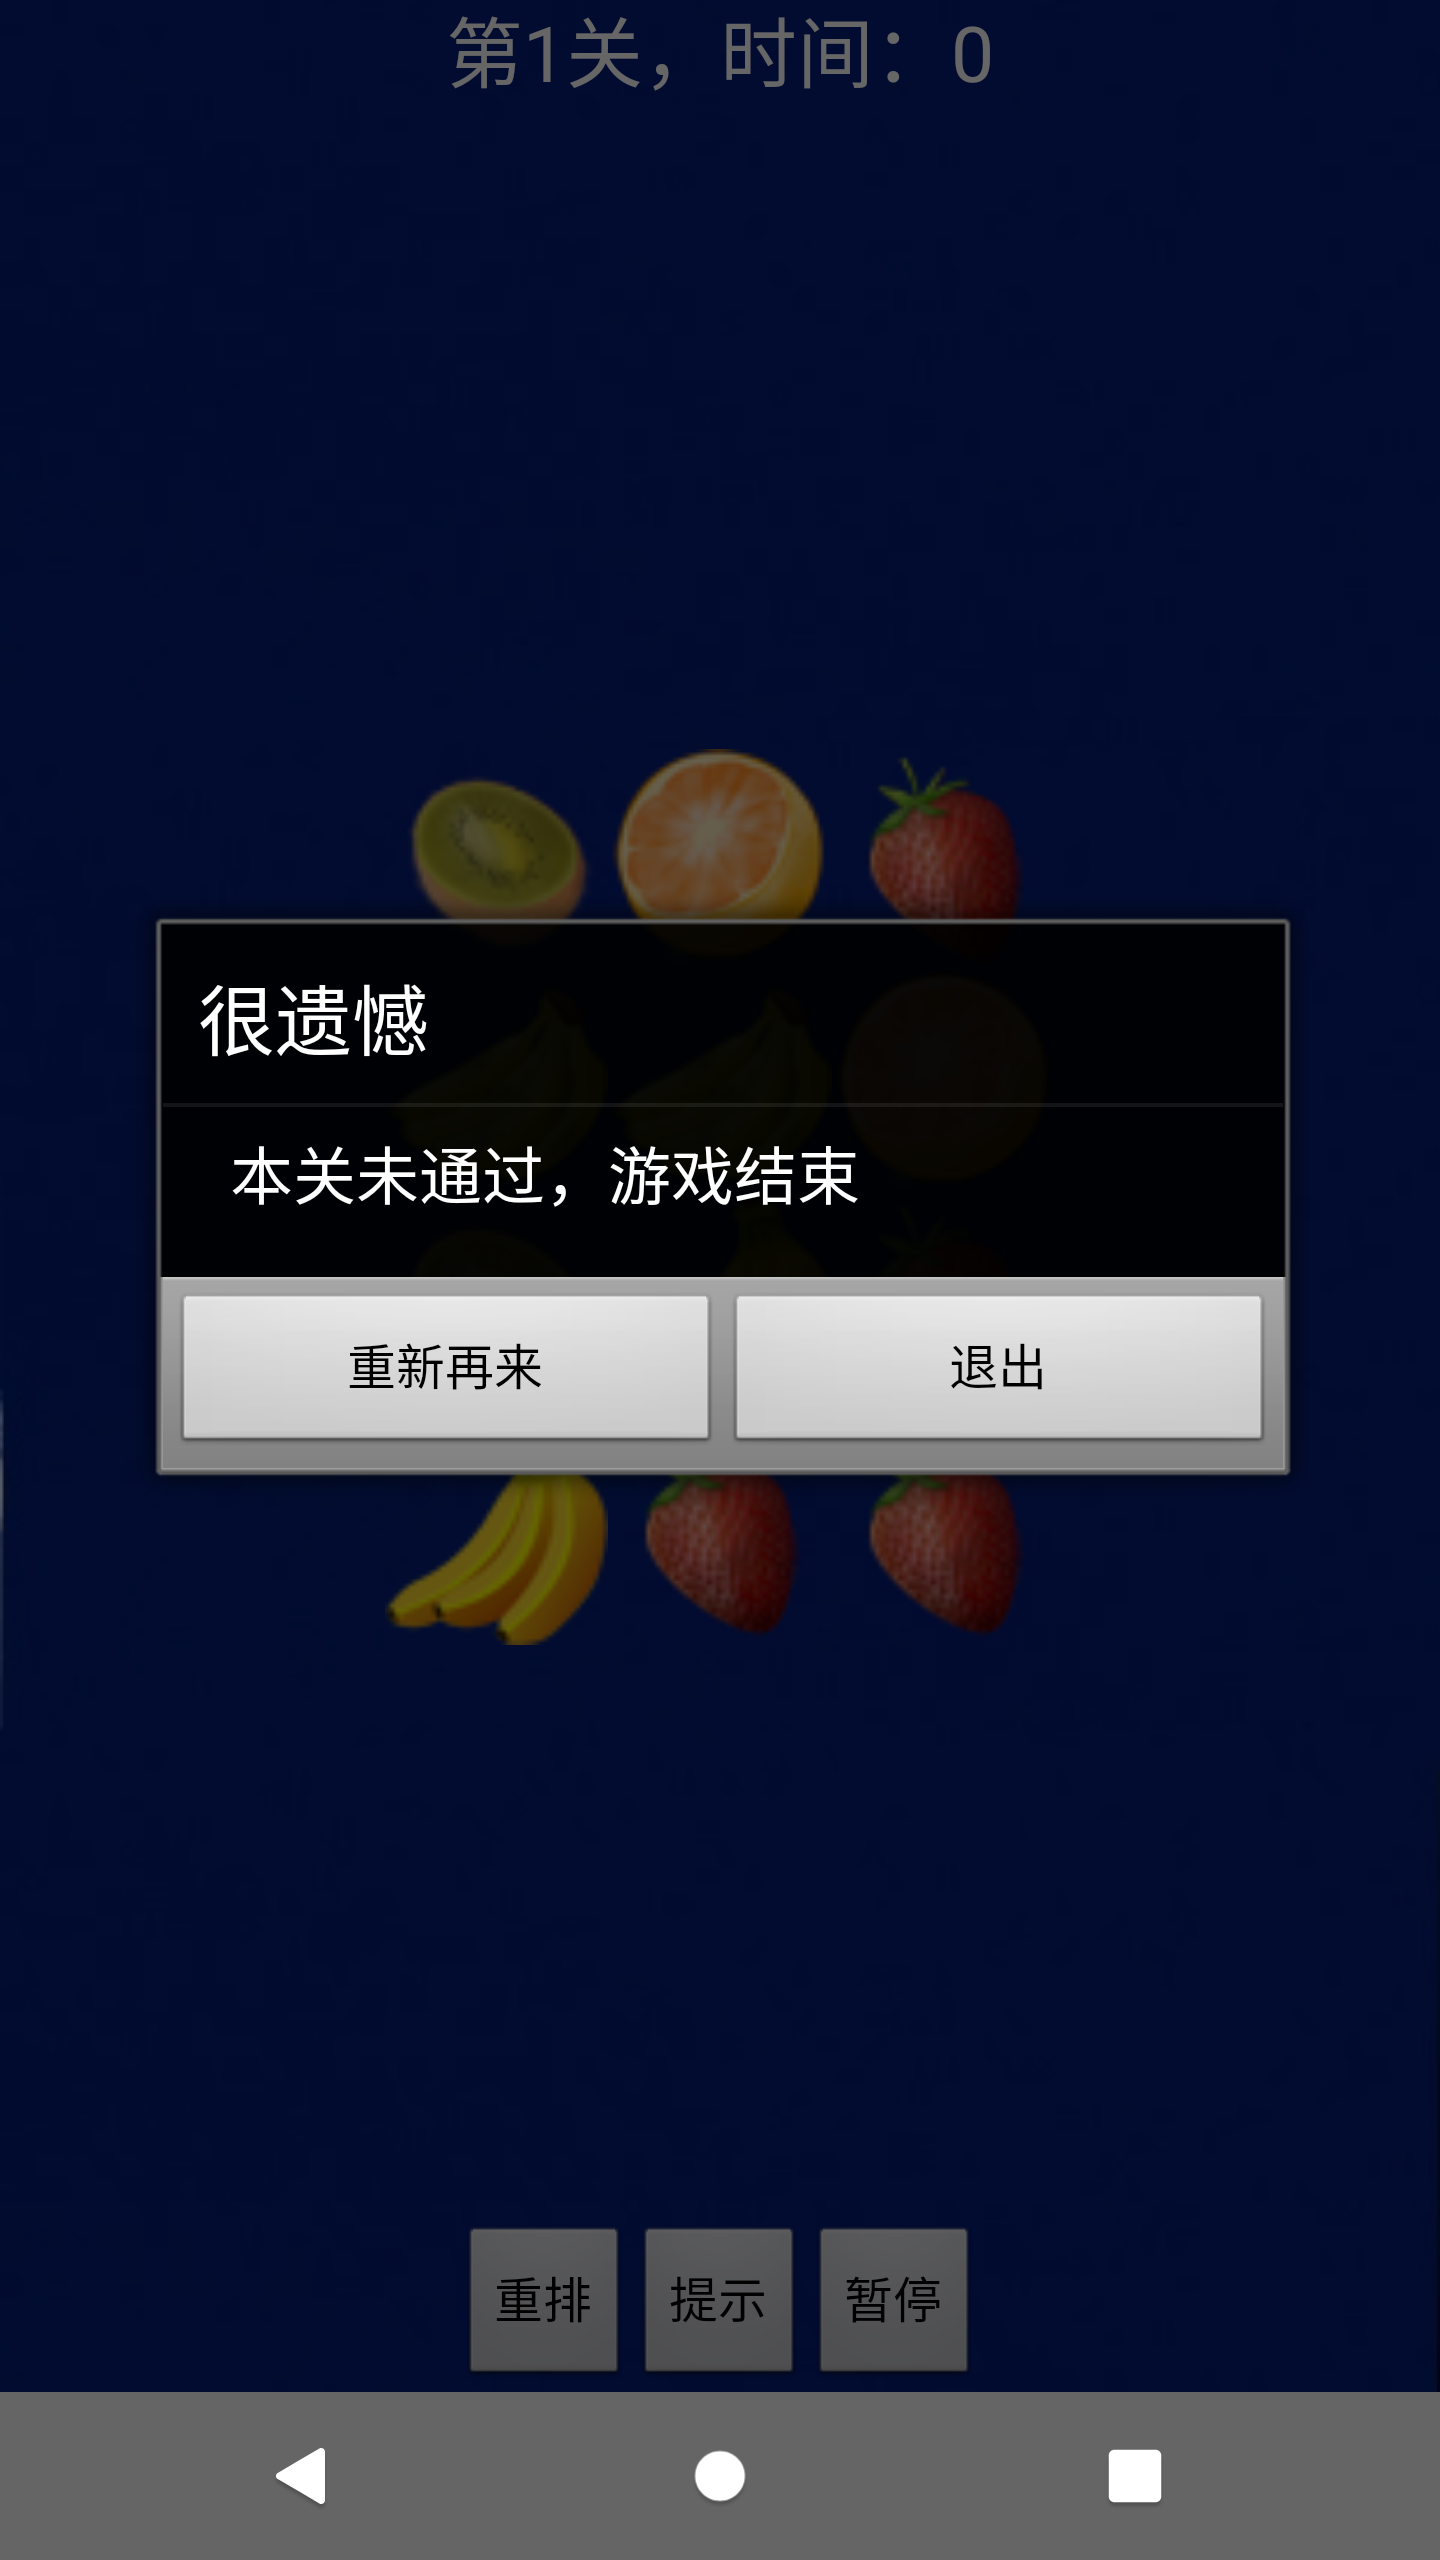 第1关，时间：0
很遗憾
本关未通过，游戏结束
重新再来
退出
重排
提示
暂停